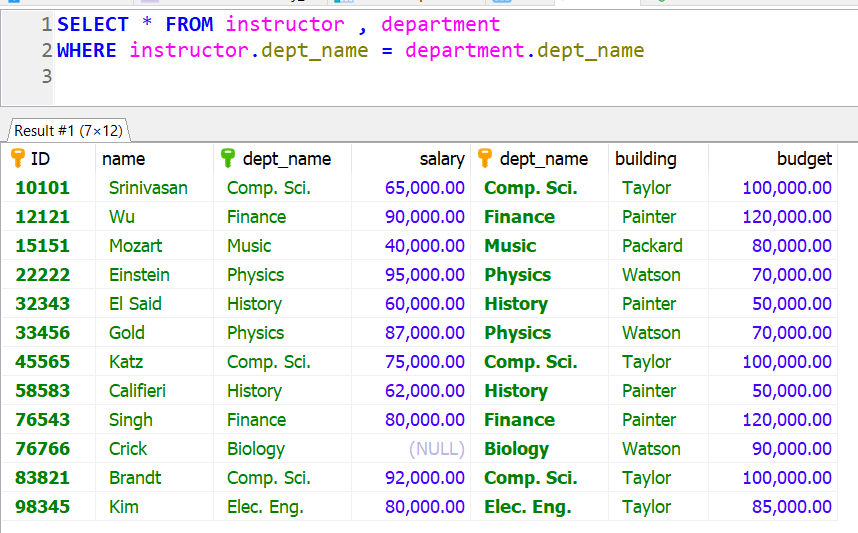 1 SELECT * FROM instructor , department
2 WHERE instructor.dept_name = department.dept_name
3
Result #1 (7×12)
ID name dept_name salary dept_name building budget
10101 Srinivasan Comp. Sci. 65,000.00 Comp. Sci. Taylor 100,000.00
12121 Wu Finance 90,000.00 Finance Painter 120,000.00
15151 Mozart Music 40,000.00 Music Packard 80,000.00
22222 Einstein Physics 95,000.00 Physics Watson 70,000.00
32343 El Said History 60,000.00 History Painter 50,000.00
33456 Gold Physics 87,000.00 Physics Watson 70,000.00
45565 Katz Comp. Sci. 75,000.00 Comp. Sci. Taylor 100,000.00
58583 Califieri History 62,000.00 History Painter 50,000.00
76543 Singh Finance 80,000.00 Finance Painter 120,000.00
76766 Crick Biology (NULL) Biology Watson 90,000.00
83821 Brandt Comp. Sci. 92,000.00 Comp. Sci. Taylor 100,000.00
98345 Kim Elec. Eng. 80,000.00 Elec. Eng. Taylor 85,000.00